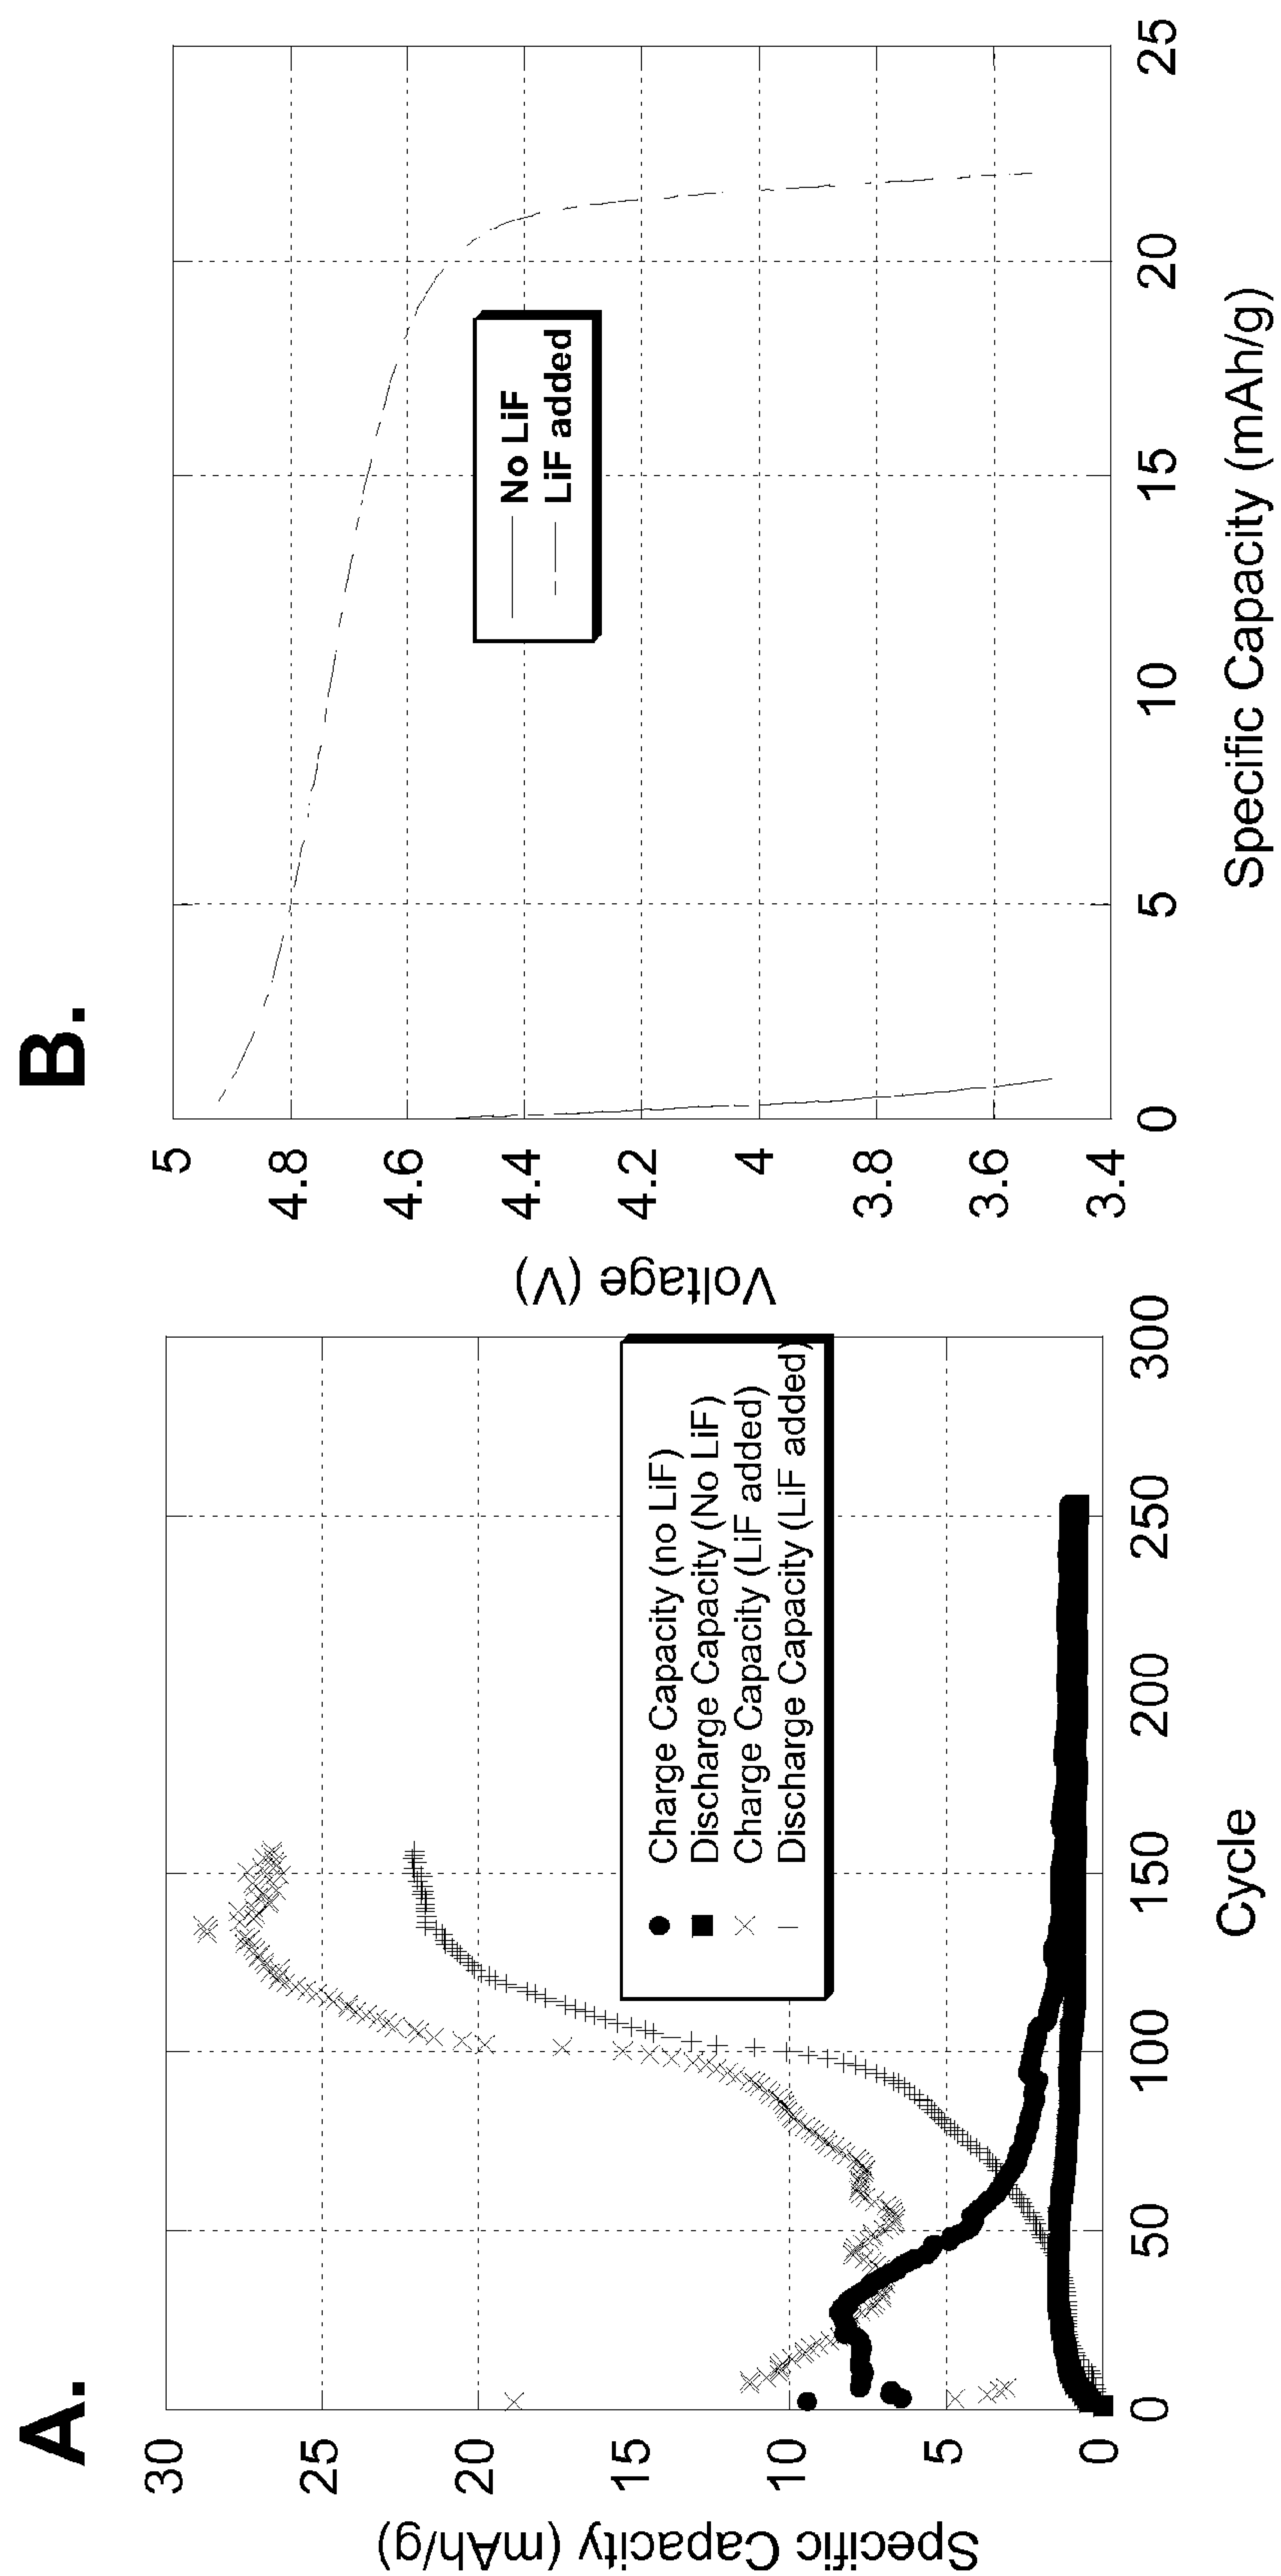 A.
Specific Capacity (mAh/g)
30
25
20
15
10
5
0
Charge Capacity (no LiF)
Discharge Capacity (No LiF)
Charge Capacity (LiF added)
Discharge Capacity (LiF added)
0
50
100
150
200
250
300
Cycle
B.
Voltage (V)
5
4.8
4.6
4.4
4.2
4
3.8
3.6
3.4
No LiF
LiF added
0
5
10
15
20
25
Specific Capacity (mAh/g)